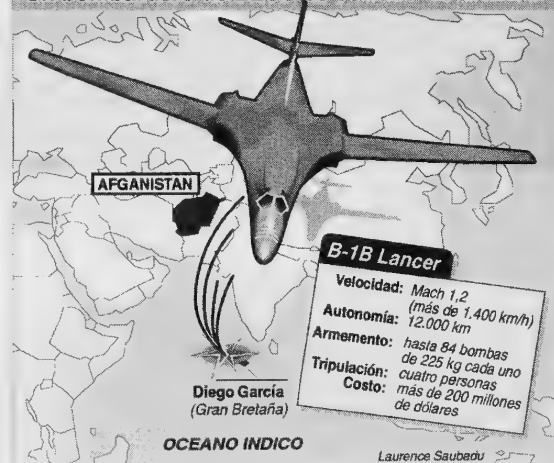 AFGANISTAN
B-1B Lancer
Velocidad: Mach 1,2
(más de 1.400 km/h)
Autonomía: 12.000 km
Armemento: hasta 84 bombas
de 225 kg cada uno
Tripulación: cuatro personas
Costo: más de 200 millones
de dólares
Diego García
(Gran Bretaña)
OCEANO INDICO
Laurence Saubadu